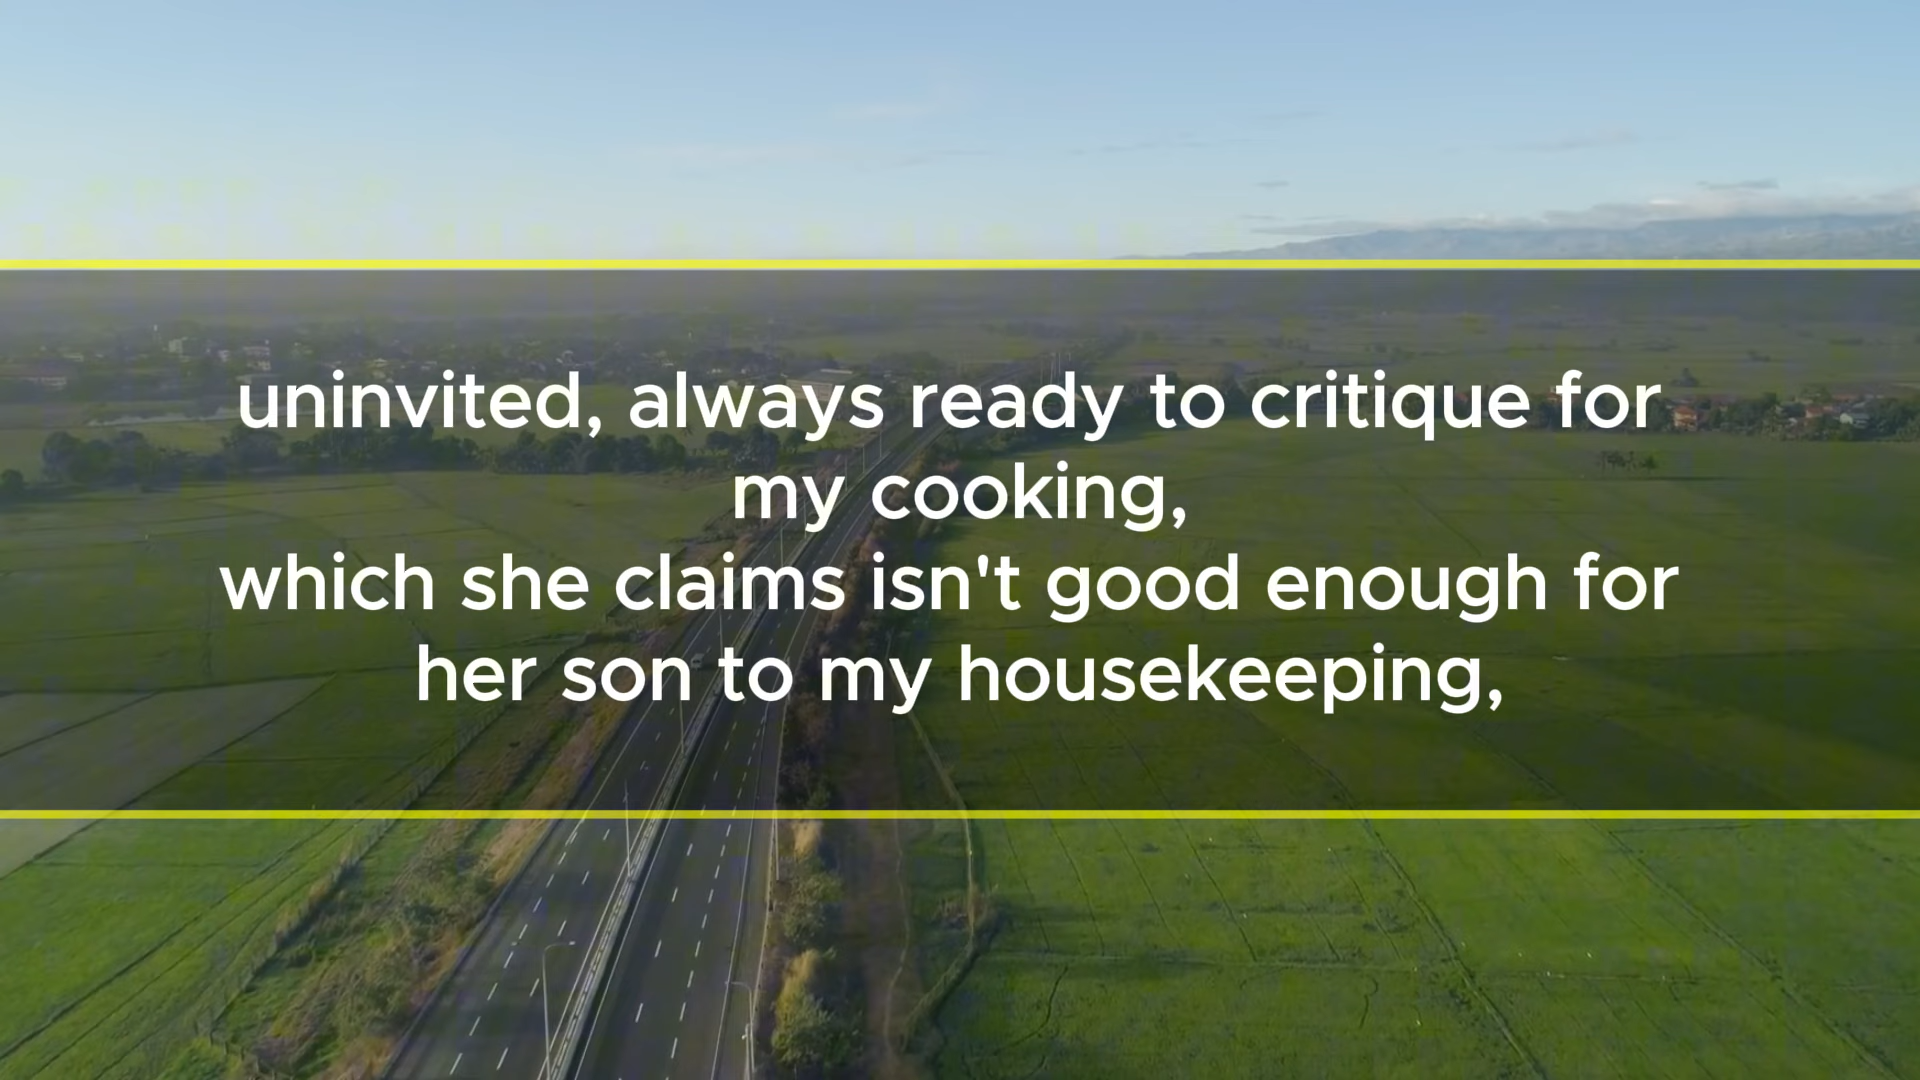 uninvited, always ready to critique for
my cooking,
which she claims isn't good enough for
her son to my housekeeping,